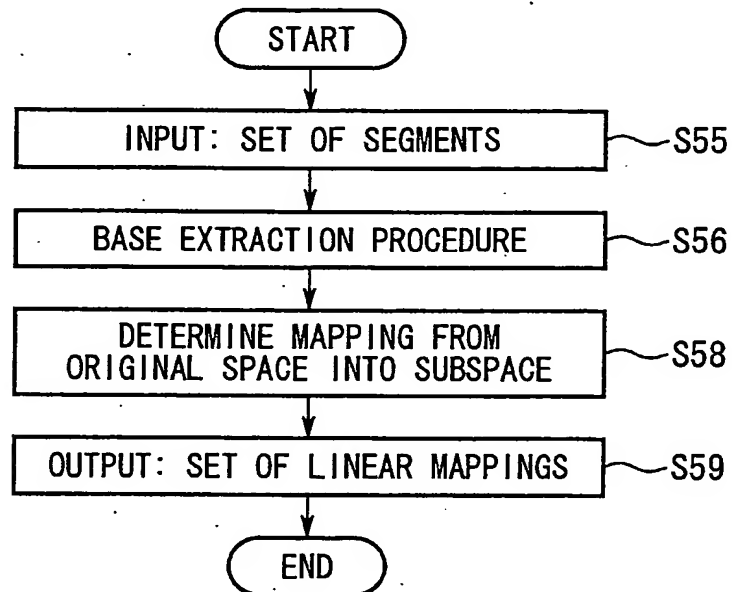 START
INPUT: SET OF SEGMENTS
S55
BASE EXTRACTION PROCEDURE
S56
DETERMINE MAPPING FROM
ORIGINAL SPACE INTO SUBSPACE
S58
OUTPUT: SET OF LINEAR MAPPINGS
S59
END